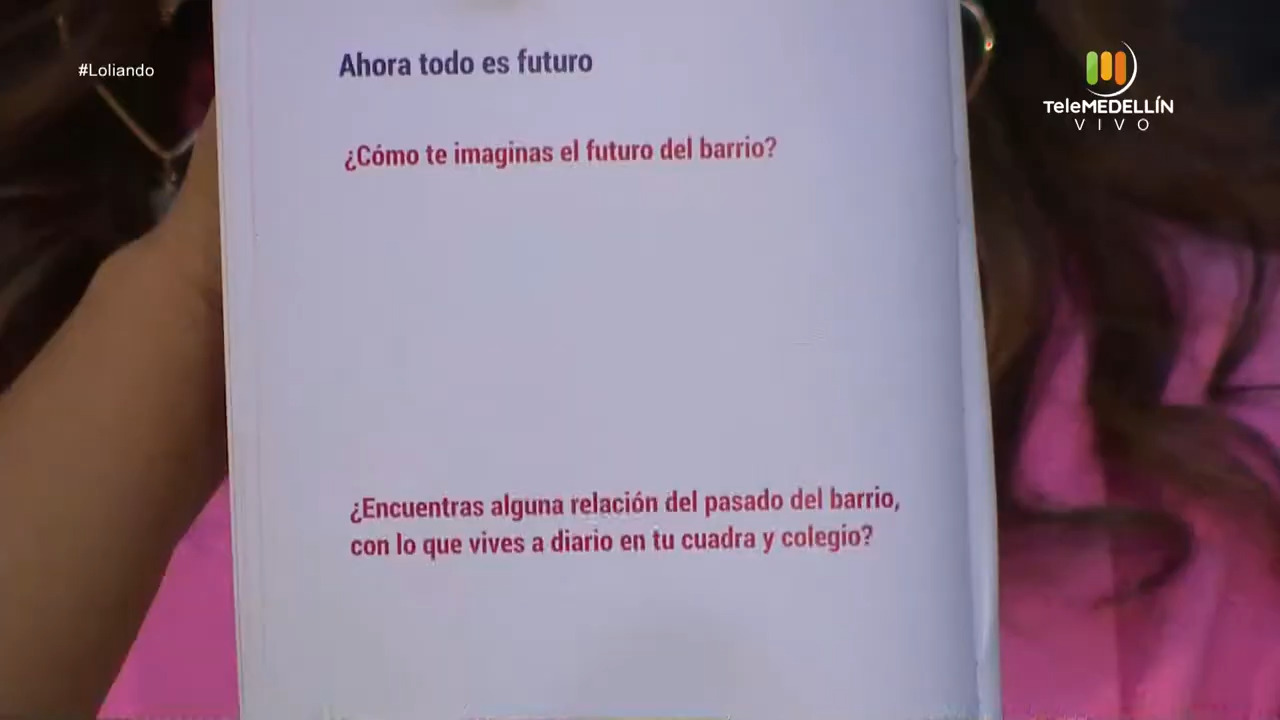 #Loliando
TeleMEDELLÍN
VIVO
Ahora todo es futuro
¿Cómo te imaginas el futuro del barrio?
¿Encuentras alguna relación del pasado del barrio,
con lo que vives a diario en tu cuadra y colegio?